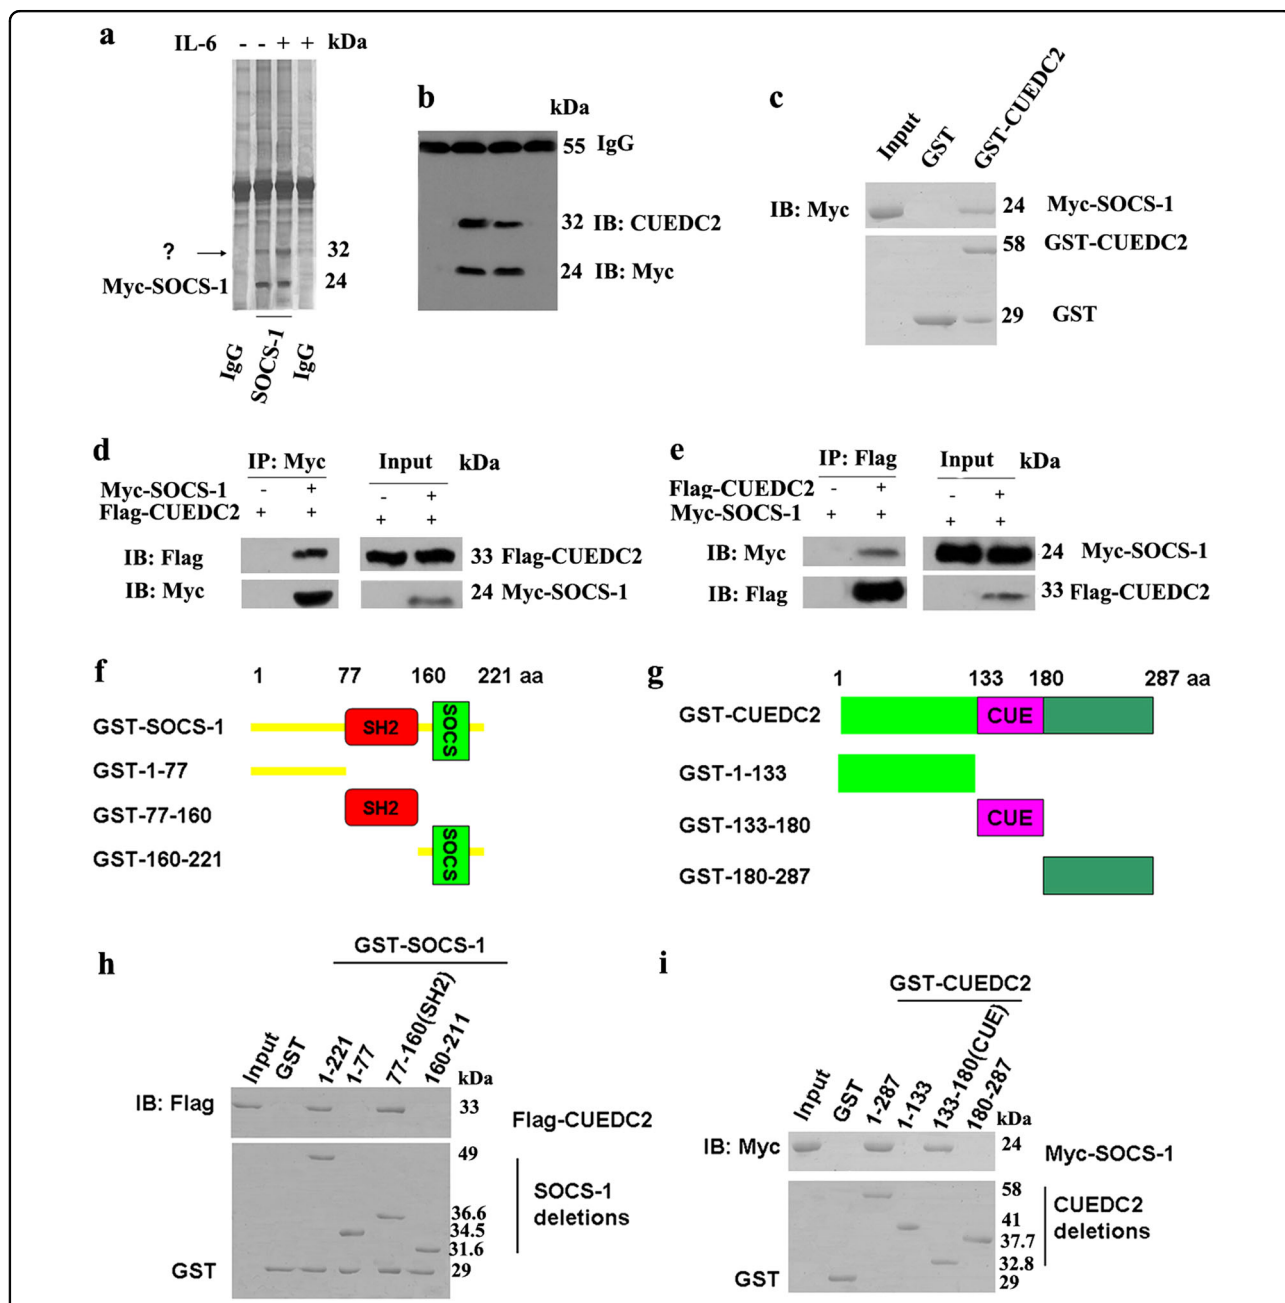 a
IL-6 - - + + kDa
? 32
Myc-SOCS-1 24
IgG
SOCS-1
IgG
b
kDa
55 IgG
32 IB: CUEDC2
24 IB: Myc
c
Input
GST
GST-CUEDC2
IB: Myc 24 Myc-SOCS-1
58 GST-CUEDC2
29 GST
d
IP: Myc Input kDa
Myc-SOCS-1 - + - +
Flag-CUEDC2 + + + +
IB: Flag 33 Flag-CUEDC2
IB: Myc 24 Myc-SOCS-1
e
IP: Flag Input kDa
Flag-CUEDC2 - + - +
Myc-SOCS-1 + + + +
IB: Myc 24 Myc-SOCS-1
IB: Flag 33 Flag-CUEDC2
f
1 77 160 221 aa
GST-SOCS-1 SH2 SOCS
GST-1-77
GST-77-160 SH2
GST-160-221 SOCS
g
1 133 180 287 aa
GST-CUEDC2 CUE
GST-1-133
GST-133-180 CUE
GST-180-287
h
GST-SOCS-1
Input
GST
1-221
1-77
77-160(SH2)
160-211
kDa
IB: Flag 33 Flag-CUEDC2
49
36.6
34.5
31.6
SOCS-1
deletions
GST 29
i
GST-CUEDC2
Input
GST
1-287
1-133
133-180(CUE)
180-287
kDa
IB: Myc 24 Myc-SOCS-1
58
41
37.7
32.8
CUEDC2
deletions
GST 29